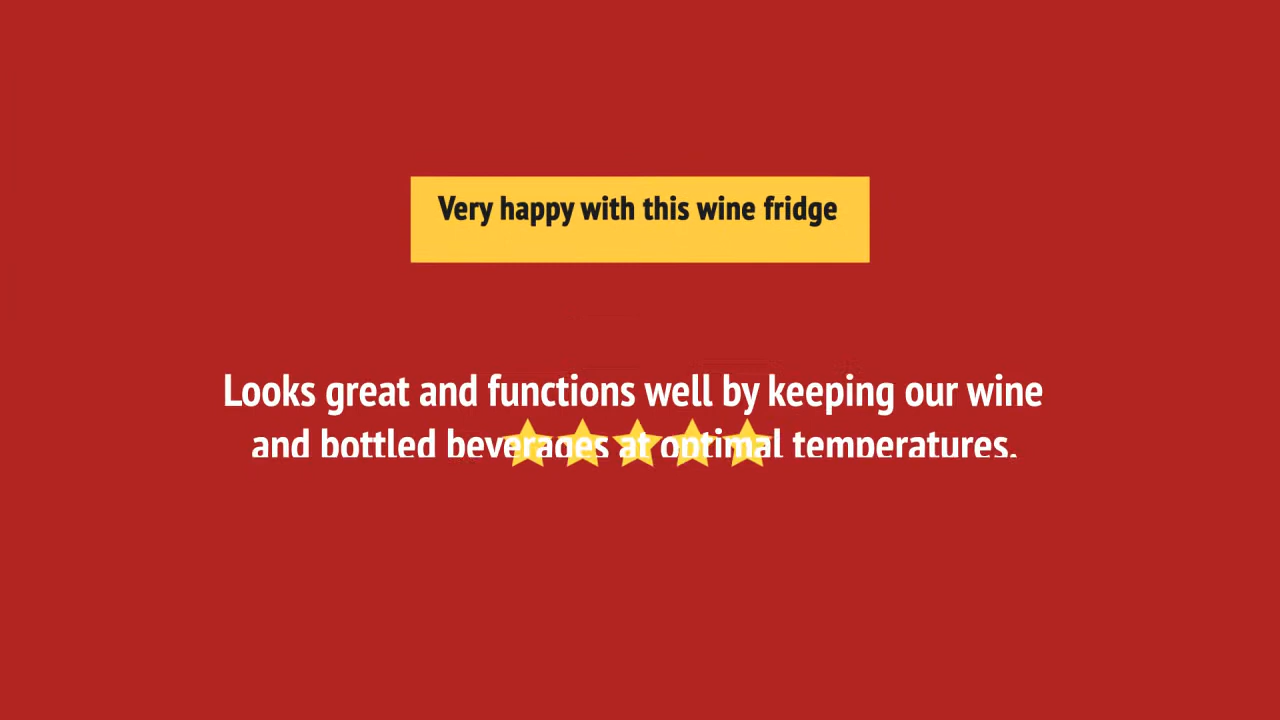 Very happy with this wine fridge
Looks great and functions well by keeping our wine
and bottled beverages at optimal temperatures.